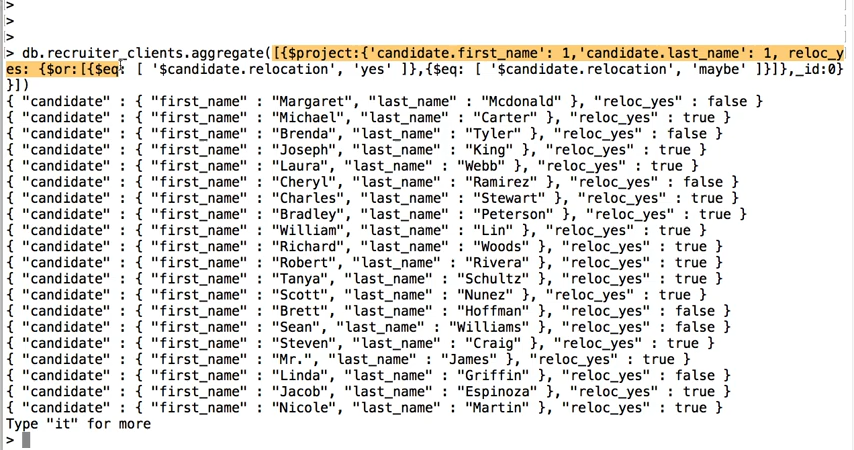 >
>
>
> db.recruiter_clients.aggregate([{$project:{'candidate.first_name': 1,'candidate.last_name': 1, reloc_y
es: {$or:[{$eq: [ '$candidate.relocation', 'yes' ]},{$eq: [ '$candidate.relocation', 'maybe' ]}]},_id:0}
}])
{ "candidate" : { "first_name" : "Margaret", "last_name" : "Mcdonald" }, "reloc_yes" : false }
{ "candidate" : { "first_name" : "Michael", "last_name" : "Carter" }, "reloc_yes" : true }
{ "candidate" : { "first_name" : "Brenda", "last_name" : "Tyler" }, "reloc_yes" : false }
{ "candidate" : { "first_name" : "Joseph", "last_name" : "King" }, "reloc_yes" : true }
{ "candidate" : { "first_name" : "Laura", "last_name" : "Webb" }, "reloc_yes" : true }
{ "candidate" : { "first_name" : "Cheryl", "last_name" : "Ramirez" }, "reloc_yes" : false }
{ "candidate" : { "first_name" : "Charles", "last_name" : "Stewart" }, "reloc_yes" : true }
{ "candidate" : { "first_name" : "Bradley", "last_name" : "Peterson" }, "reloc_yes" : true }
{ "candidate" : { "first_name" : "William", "last_name" : "Lin" }, "reloc_yes" : true }
{ "candidate" : { "first_name" : "Richard", "last_name" : "Woods" }, "reloc_yes" : true }
{ "candidate" : { "first_name" : "Robert", "last_name" : "Rivera" }, "reloc_yes" : true }
{ "candidate" : { "first_name" : "Tanya", "last_name" : "Schultz" }, "reloc_yes" : true }
{ "candidate" : { "first_name" : "Scott", "last_name" : "Nunez" }, "reloc_yes" : true }
{ "candidate" : { "first_name" : "Brett", "last_name" : "Hoffman" }, "reloc_yes" : false }
{ "candidate" : { "first_name" : "Sean", "last_name" : "Williams" }, "reloc_yes" : false }
{ "candidate" : { "first_name" : "Steven", "last_name" : "Craig" }, "reloc_yes" : true }
{ "candidate" : { "first_name" : "Mr.", "last_name" : "James" }, "reloc_yes" : true }
{ "candidate" : { "first_name" : "Linda", "last_name" : "Griffin" }, "reloc_yes" : false }
{ "candidate" : { "first_name" : "Jacob", "last_name" : "Espinoza" }, "reloc_yes" : true }
{ "candidate" : { "first_name" : "Nicole", "last_name" : "Martin" }, "reloc_yes" : true }
Type "it" for more
>